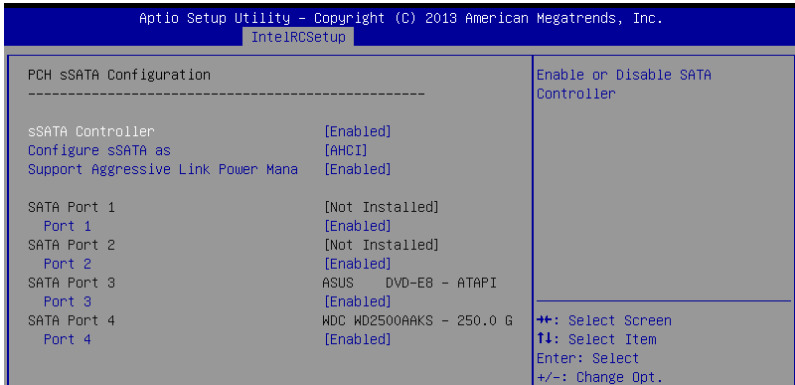 Aptio Setup Utility – Copyright (C) 2013 American Megatrends, Inc.
IntelRCSetup
PCH sSATA Configuration
--------------------------------------------------
sSATA Controller [Enabled]
Configure sSATA as [AHCI]
Support Aggressive Link Power Mana [Enabled]
SATA Port 1 [Not Installed]
Port 1 [Enabled]
SATA Port 2 [Not Installed]
Port 2 [Enabled]
SATA Port 3 ASUS DVD-E8 - ATAPI
Port 3 [Enabled]
SATA Port 4 WDC WD2500AAKS - 250.0 G
Port 4 [Enabled]
Enable or Disable SATA
Controller
→←: Select Screen
↑↓: Select Item
Enter: Select
+/-: Change Opt.